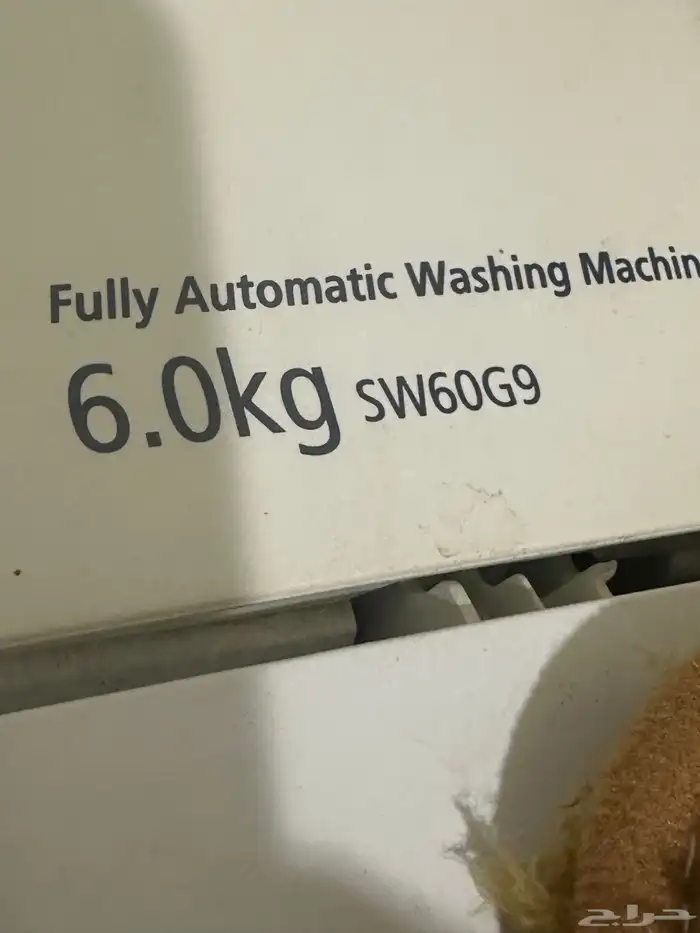 Fully Automatic Washing Machin
6.0kg SW60G9
حراج